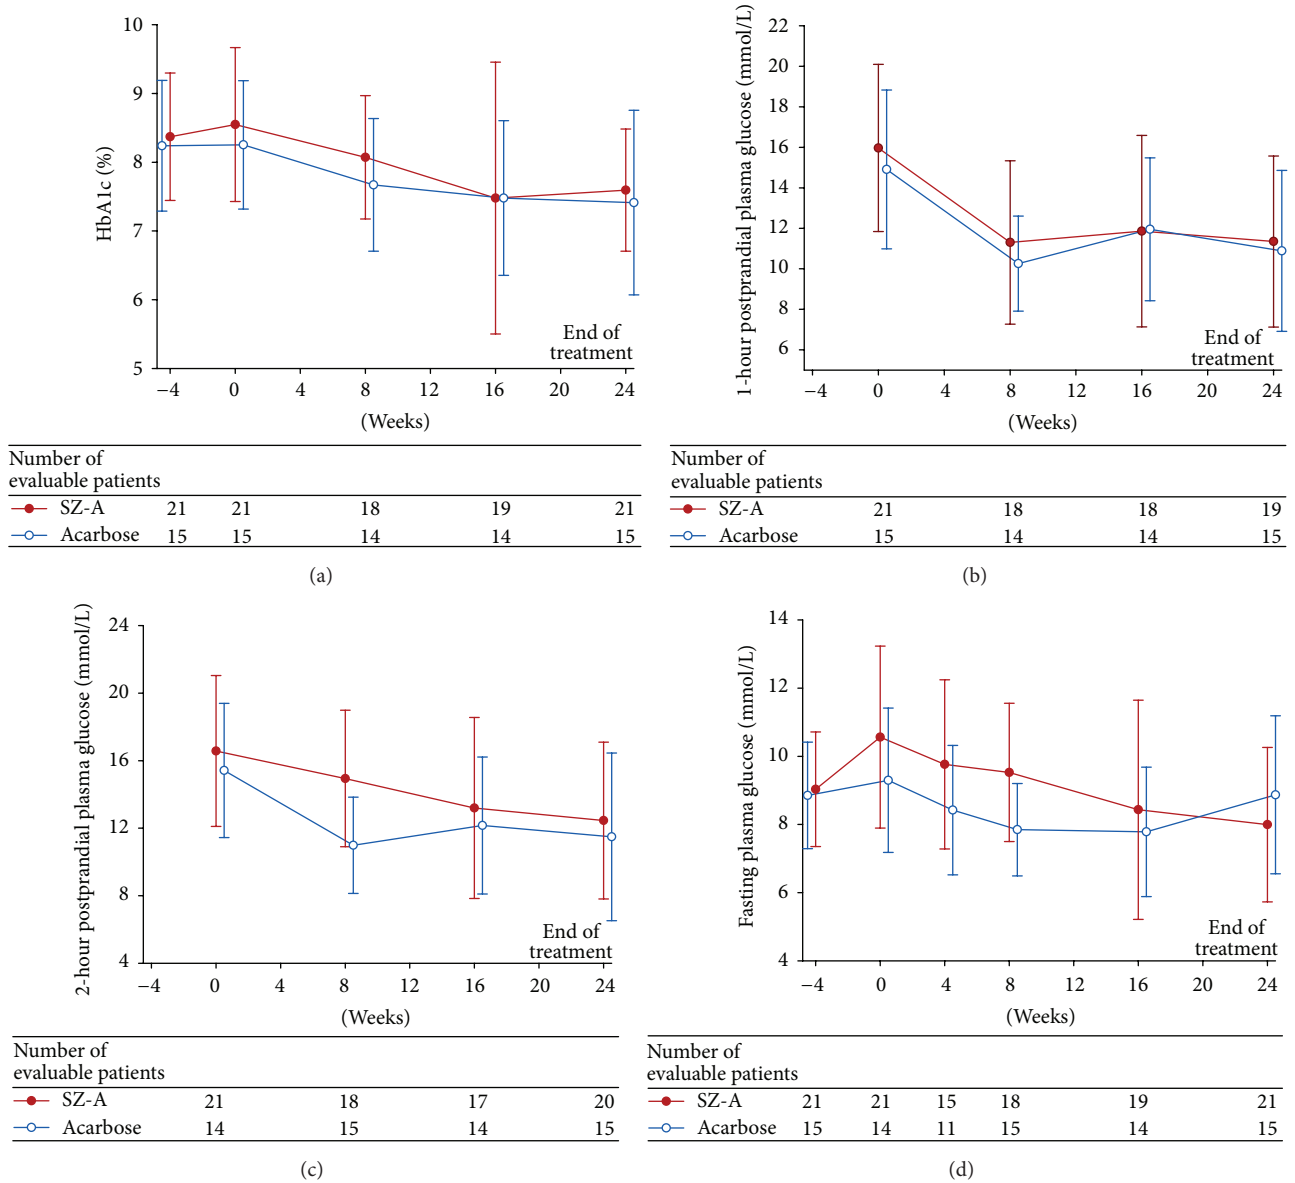 HbA1c (%)
10
9
8
7
6
5
−4 0 4 8 12 16 20 24
(Weeks)
End of
treatment
Number of
evaluable patients
SZ-A 21 21 18 19 21
Acarbose 15 15 14 14 15
(a)
1-hour postprandial plasma glucose (mmol/L)
22
20
18
16
14
12
10
8
6
−4 0 4 8 12 16 20 24
(Weeks)
End of
treatment
Number of
evaluable patients
SZ-A 21 18 18 19
Acarbose 15 14 14 15
(b)
2-hour postprandial plasma glucose (mmol/L)
24
20
16
12
8
4
−4 0 4 8 12 16 20 24
(Weeks)
End of
treatment
Number of
evaluable patients
SZ-A 21 18 17 20
Acarbose 14 15 14 15
(c)
Fasting plasma glucose (mmol/L)
14
12
10
8
6
4
−4 0 4 8 12 16 20 24
(Weeks)
End of
treatment
Number of
evaluable patients
SZ-A 21 21 15 18 19 21
Acarbose 15 14 11 15 14 15
(d)